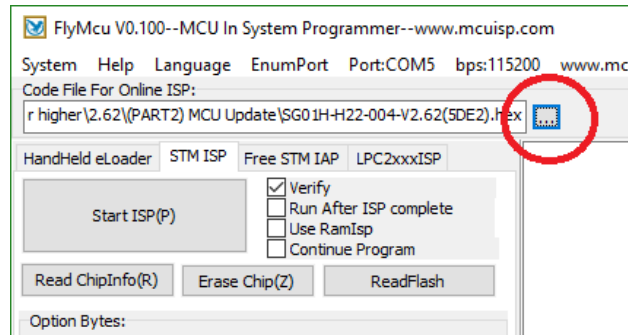 FlyMcu V0.100--MCU In System Programmer--www.mcuisp.com
System Help Language EnumPort Port:COM5 bps:115200 www.mc
Code File For Online ISP:
r higher\2.62\(PART2) MCU Update\SG01H-H22-004-V2.62(5DE2).hex ...
HandHeld eLoader STM ISP Free STM IAP LPC2xxxISP
Start ISP(P)
Verify
Run After ISP complete
Use RamIsp
Continue Program
Read ChipInfo(R) Erase Chip(Z) ReadFlash
Option Bytes: